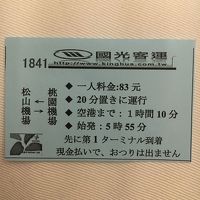 國光客運
1841 http://www.kingbus.com.tw
松山機場 ⟷ 桃園機場
◆ 一人料金:83元
◆ 20分置きに運行
◆ 空港まで:1時間10分
◆ 始発:5時55分
先に第1ターミナル到着
現金払いで、おつりは出ません